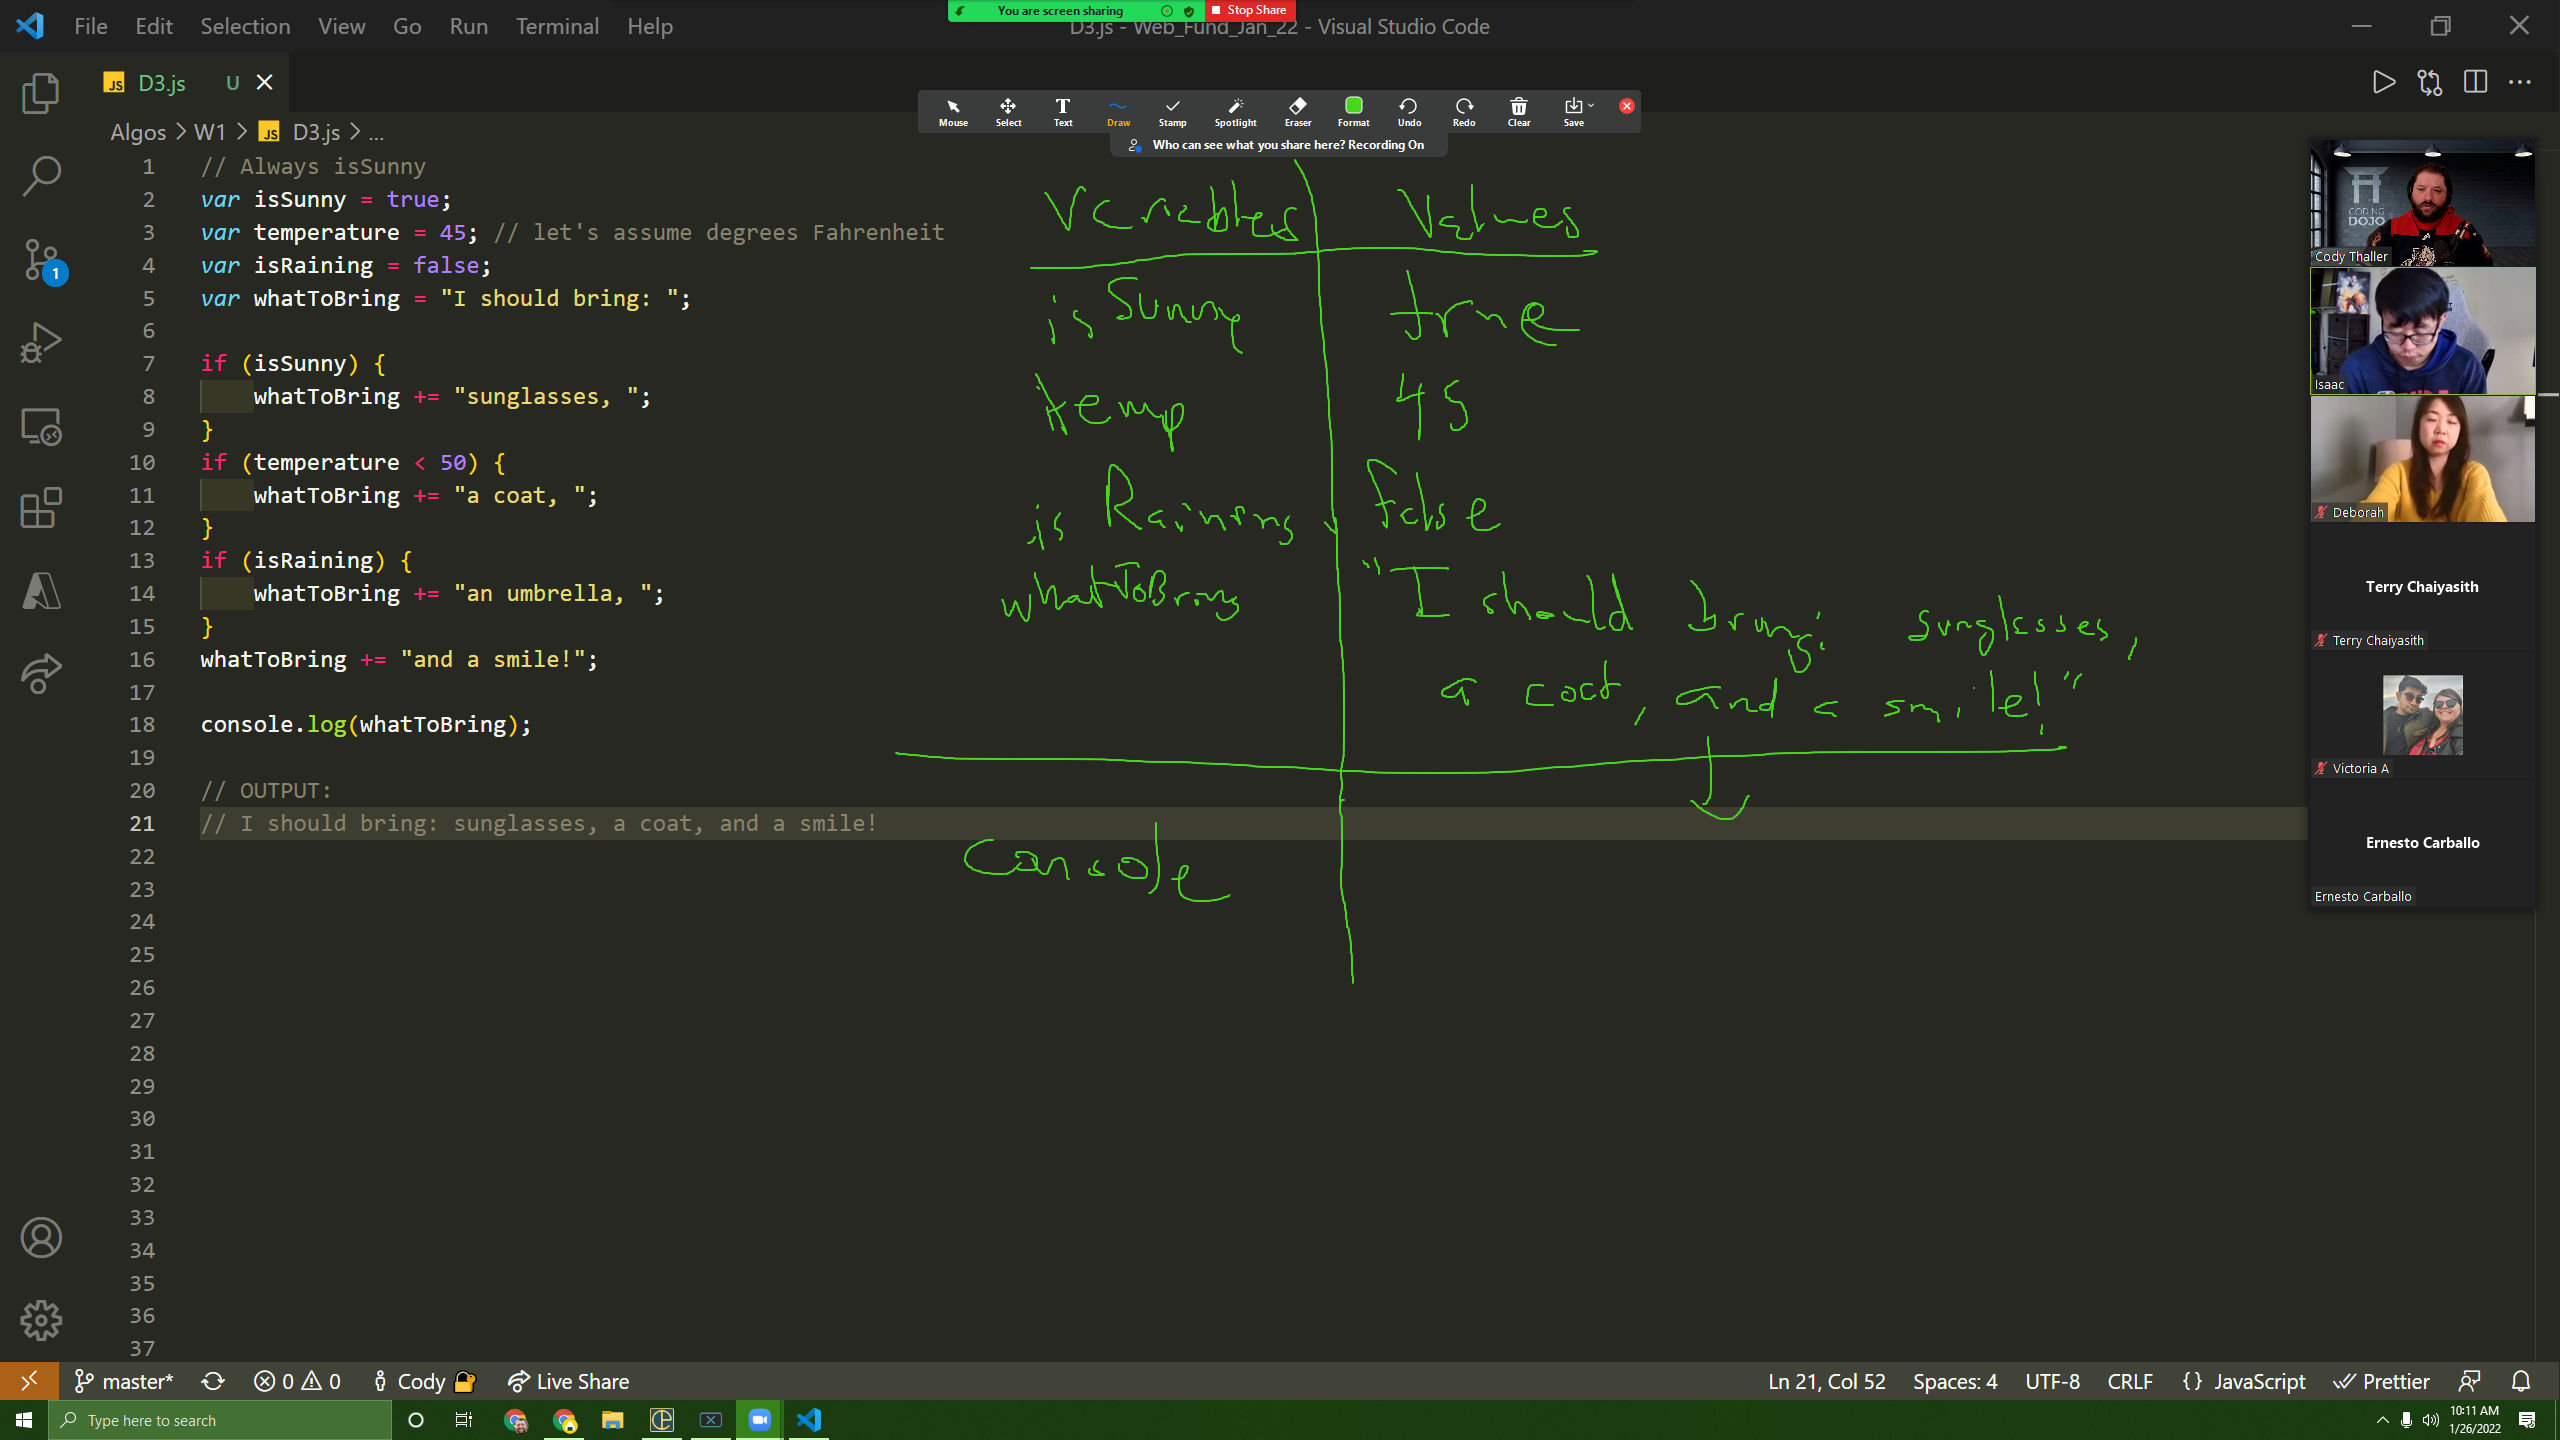 File Edit Selection View Go Run Terminal Help
You are screen sharing Stop Share
D3.js - Web_Fund_Jan_22 - Visual Studio Code
JS D3.js U
Mouse Select Text Draw Stamp Spotlight Eraser Format Undo Redo Clear Save
Who can see what you share here? Recording On
Algos > W1 > JS D3.js > ...
1 // Always isSunny
2 var isSunny = true;
3 var temperature = 45; // let's assume degrees Fahrenheit
4 var isRaining = false;
5 var whatToBring = "I should bring: ";
6
7 if (isSunny) {
8 whatToBring += "sunglasses, ";
9 }
10 if (temperature < 50) {
11 whatToBring += "a coat, ";
12 }
13 if (isRaining) {
14 whatToBring += "an umbrella, ";
15 }
16 whatToBring += "and a smile!";
17
18 console.log(whatToBring);
19
20 // OUTPUT:
21 // I should bring: sunglasses, a coat, and a smile!
22
23
24
25
26
27
28
29
30
31
32
33
34
35
36
37
Variables Values
isSunny true
temp 45
isRaining false
whatToBring "I should bring: sunglasses,
a coat, and a smile!"
Console
CODING
DOJO
Cody Thaller
Isaac
Deborah
Terry Chaiyasith
Terry Chaiyasith
Victoria A
Ernesto Carballo
Ernesto Carballo
1
master* 0 0 Cody Live Share
Ln 21, Col 52 Spaces: 4 UTF-8 CRLF {} JavaScript Prettier
Type here to search
10:11 AM
1/26/2022